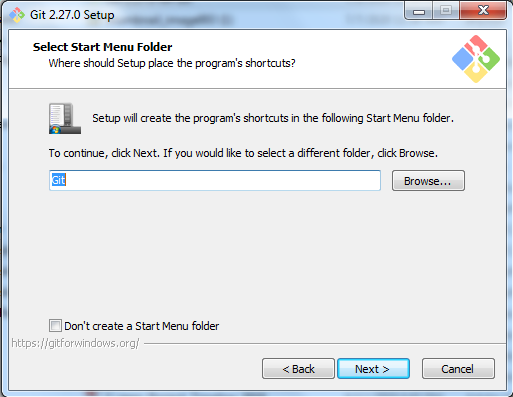 Git 2.27.0 Setup
Select Start Menu Folder
Where should Setup place the program's shortcuts?
Setup will create the program's shortcuts in the following Start Menu folder.
To continue, click Next. If you would like to select a different folder, click Browse.
Git
Browse...
Don't create a Start Menu folder
https://gitforwindows.org/
< Back
Next >
Cancel